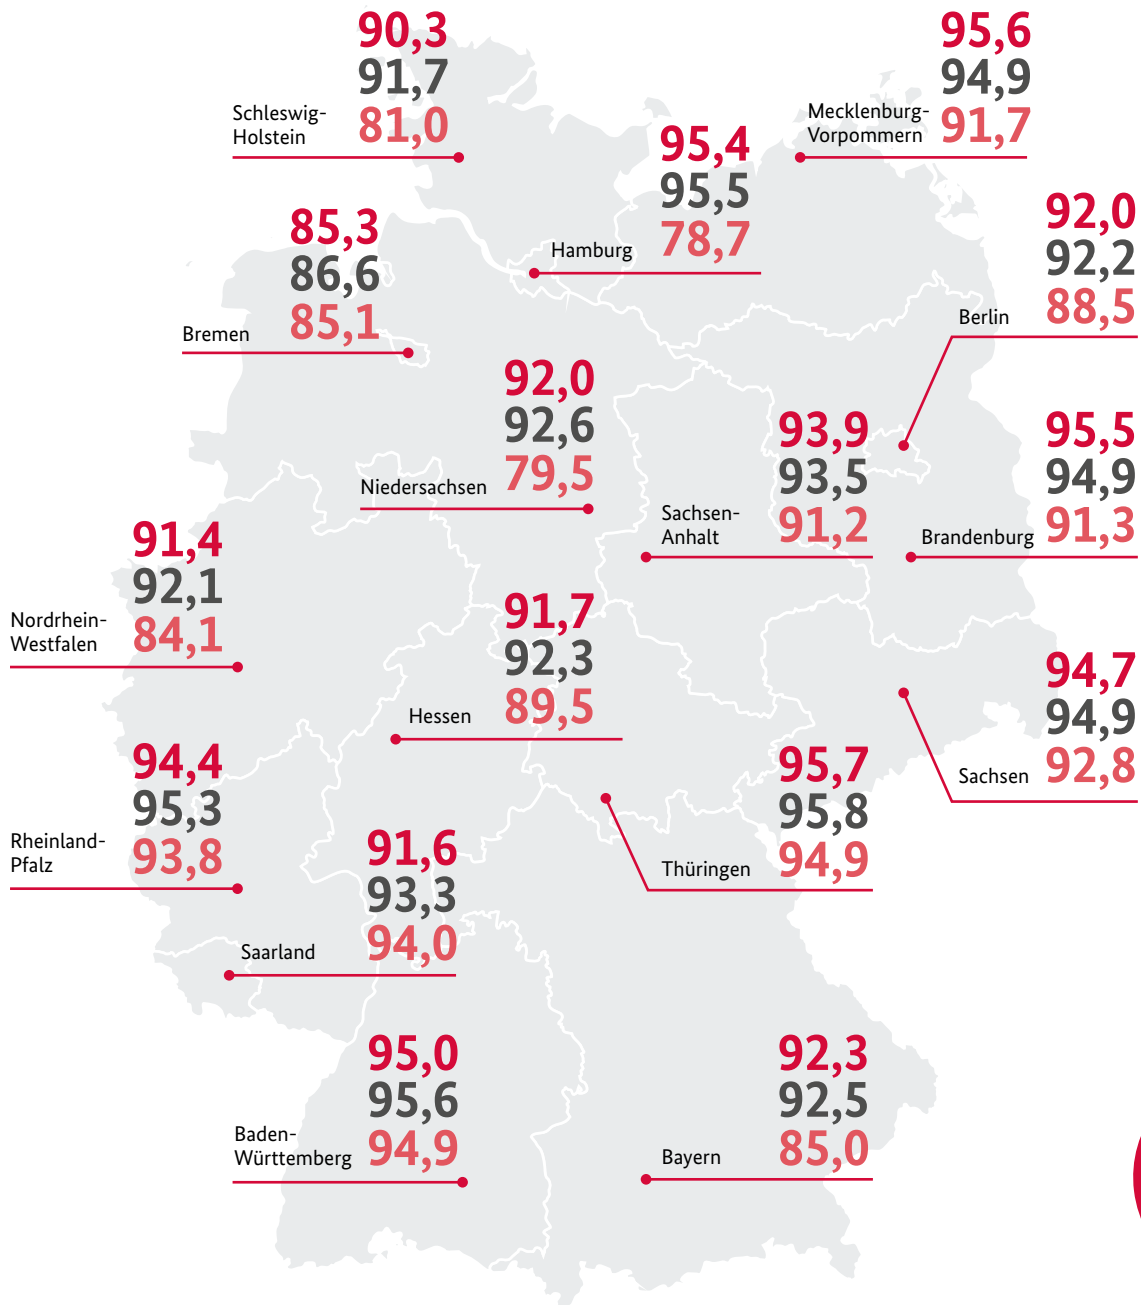 90,3
91,7
Schleswig-
Holstein
81,0
95,6
94,9
Mecklenburg-
Vorpommern
91,7
95,4
95,5
Hamburg
78,7
85,3
86,6
Bremen
85,1
92,0
92,2
Berlin
88,5
92,0
92,6
Niedersachsen
79,5
93,9
93,5
Sachsen-
Anhalt
91,2
95,5
94,9
Brandenburg
91,3
91,4
92,1
Nordrhein-
Westfalen
84,1
91,7
92,3
Hessen
89,5
94,7
94,9
Sachsen
92,8
94,4
95,3
Rheinland-
Pfalz
93,8
95,7
95,8
Thüringen
94,9
91,6
93,3
Saarland
94,0
95,0
95,6
Baden-
Württemberg
94,9
92,3
92,5
Bayern
85,0